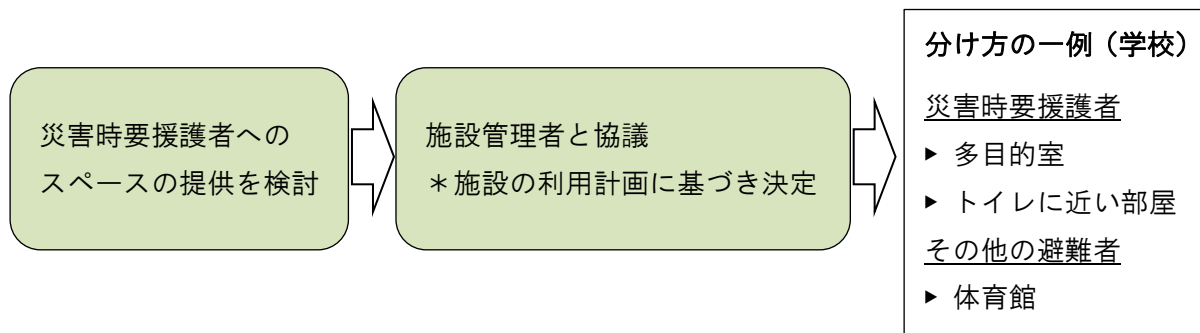 災害時要援護者への
スペースの提供を検討
施設管理者と協議
＊施設の利用計画に基づき決定
分け方の一例（学校）
災害時要援護者
▶ 多目的室
▶ トイレに近い部屋
その他の避難者
▶ 体育館